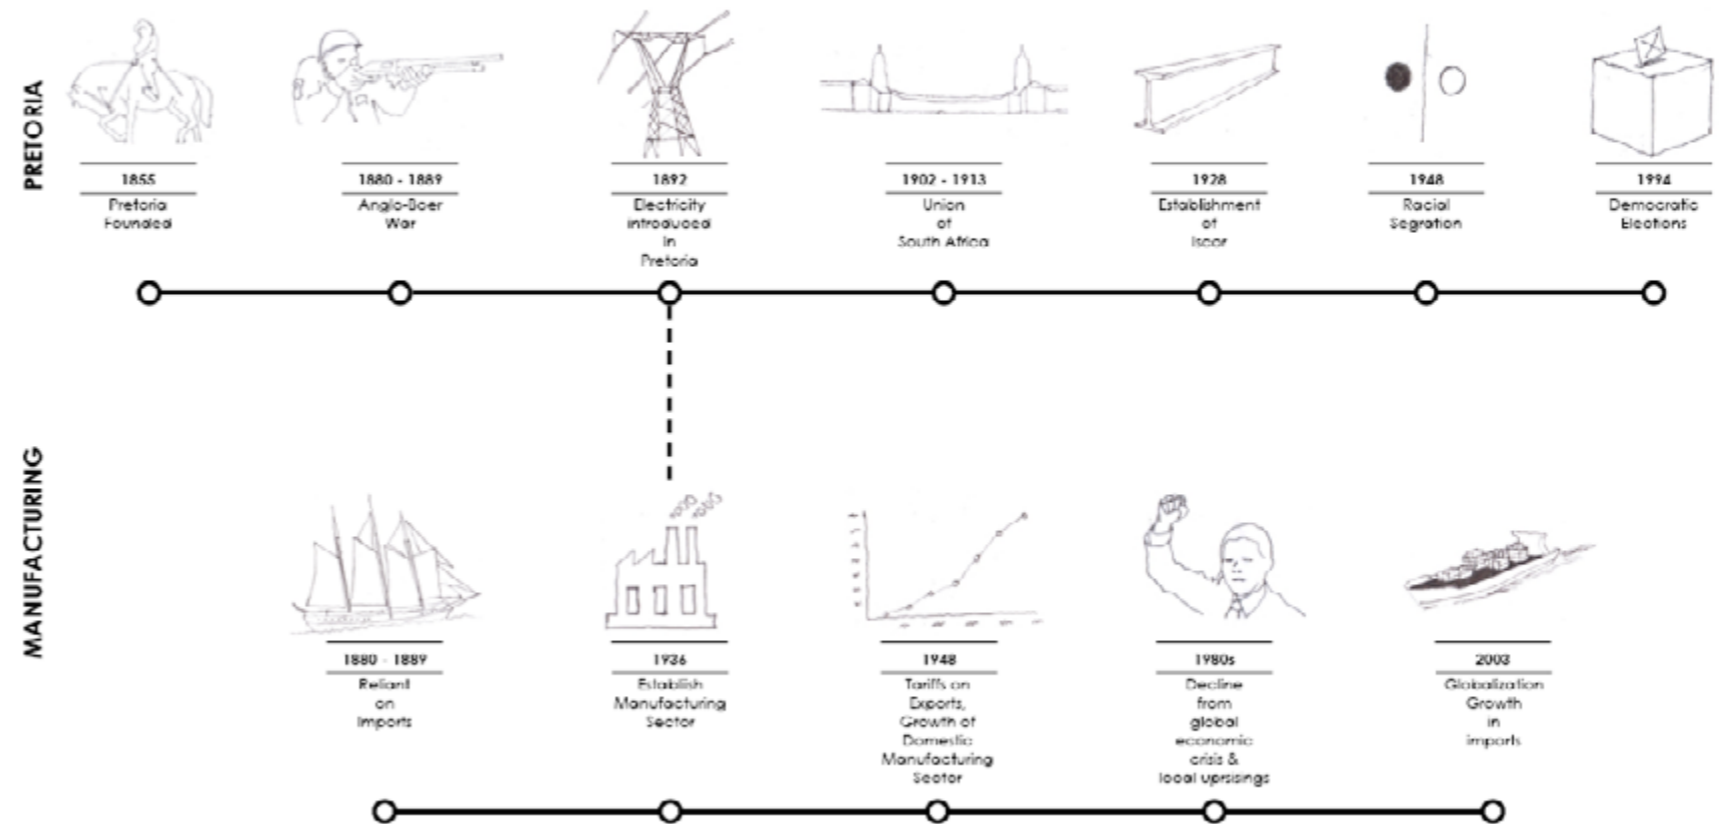 PRETORIA
1855
Pretoria
Founded
1880 - 1889
Anglo-Boer
War
1892
Electricity
introduced
in
Pretoria
1902 - 1913
Union
of
South Africa
1928
Establishment
of
Iscor
1948
Racial
Segration
1994
Democratic
Elections
MANUFACTURING
1880 - 1889
Reliant
on
Imports
1936
Establish
Manufacturing
Sector
1948
Tariffs on
Exports,
Growth of
Domestic
Manufacturing
Sector
1980s
Decline
from
global
economic
crisis &
local uprsisings
2003
Globalization
Growth
in
imports